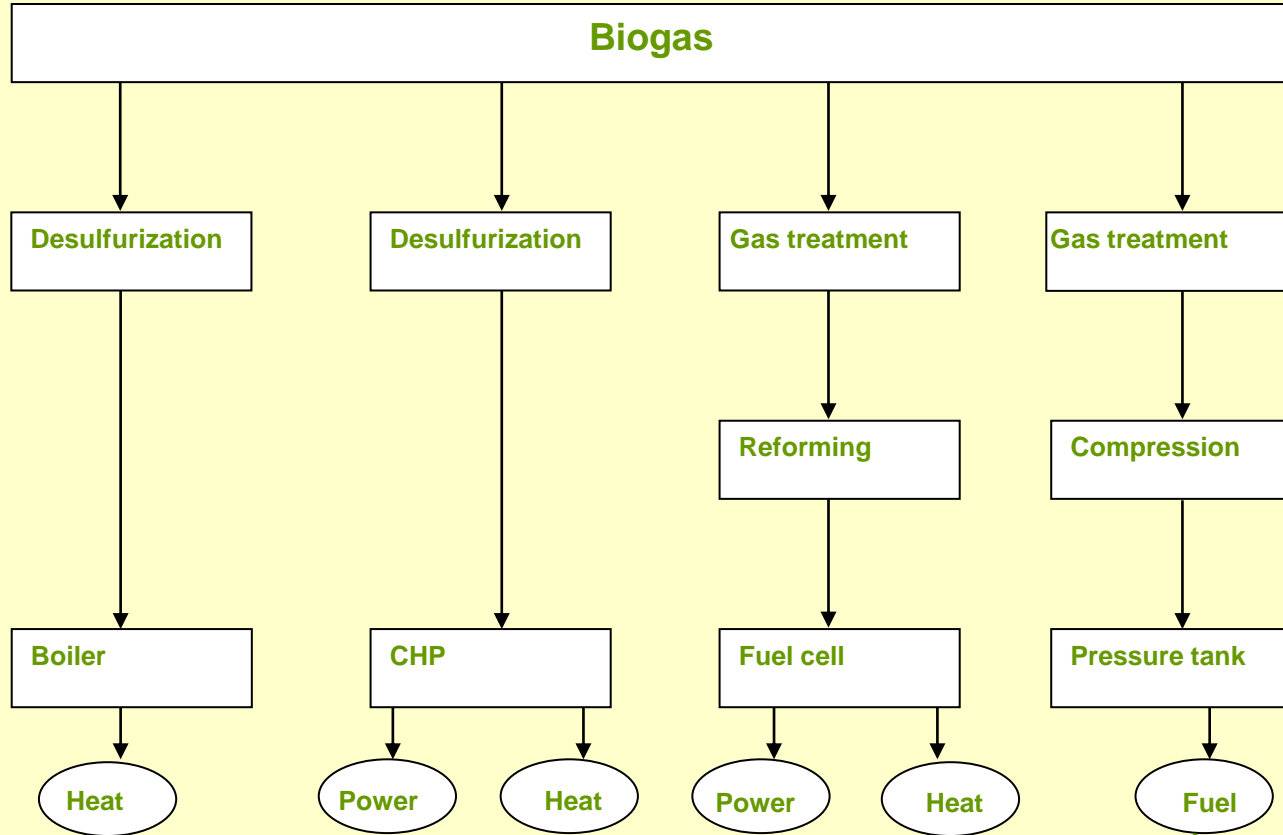 Biogas
Desulfurization
Desulfurization
Gas treatment
Gas treatment
Reforming
Compression
Boiler
CHP
Fuel cell
Pressure tank
Heat
Power
Heat
Power
Heat
Fuel